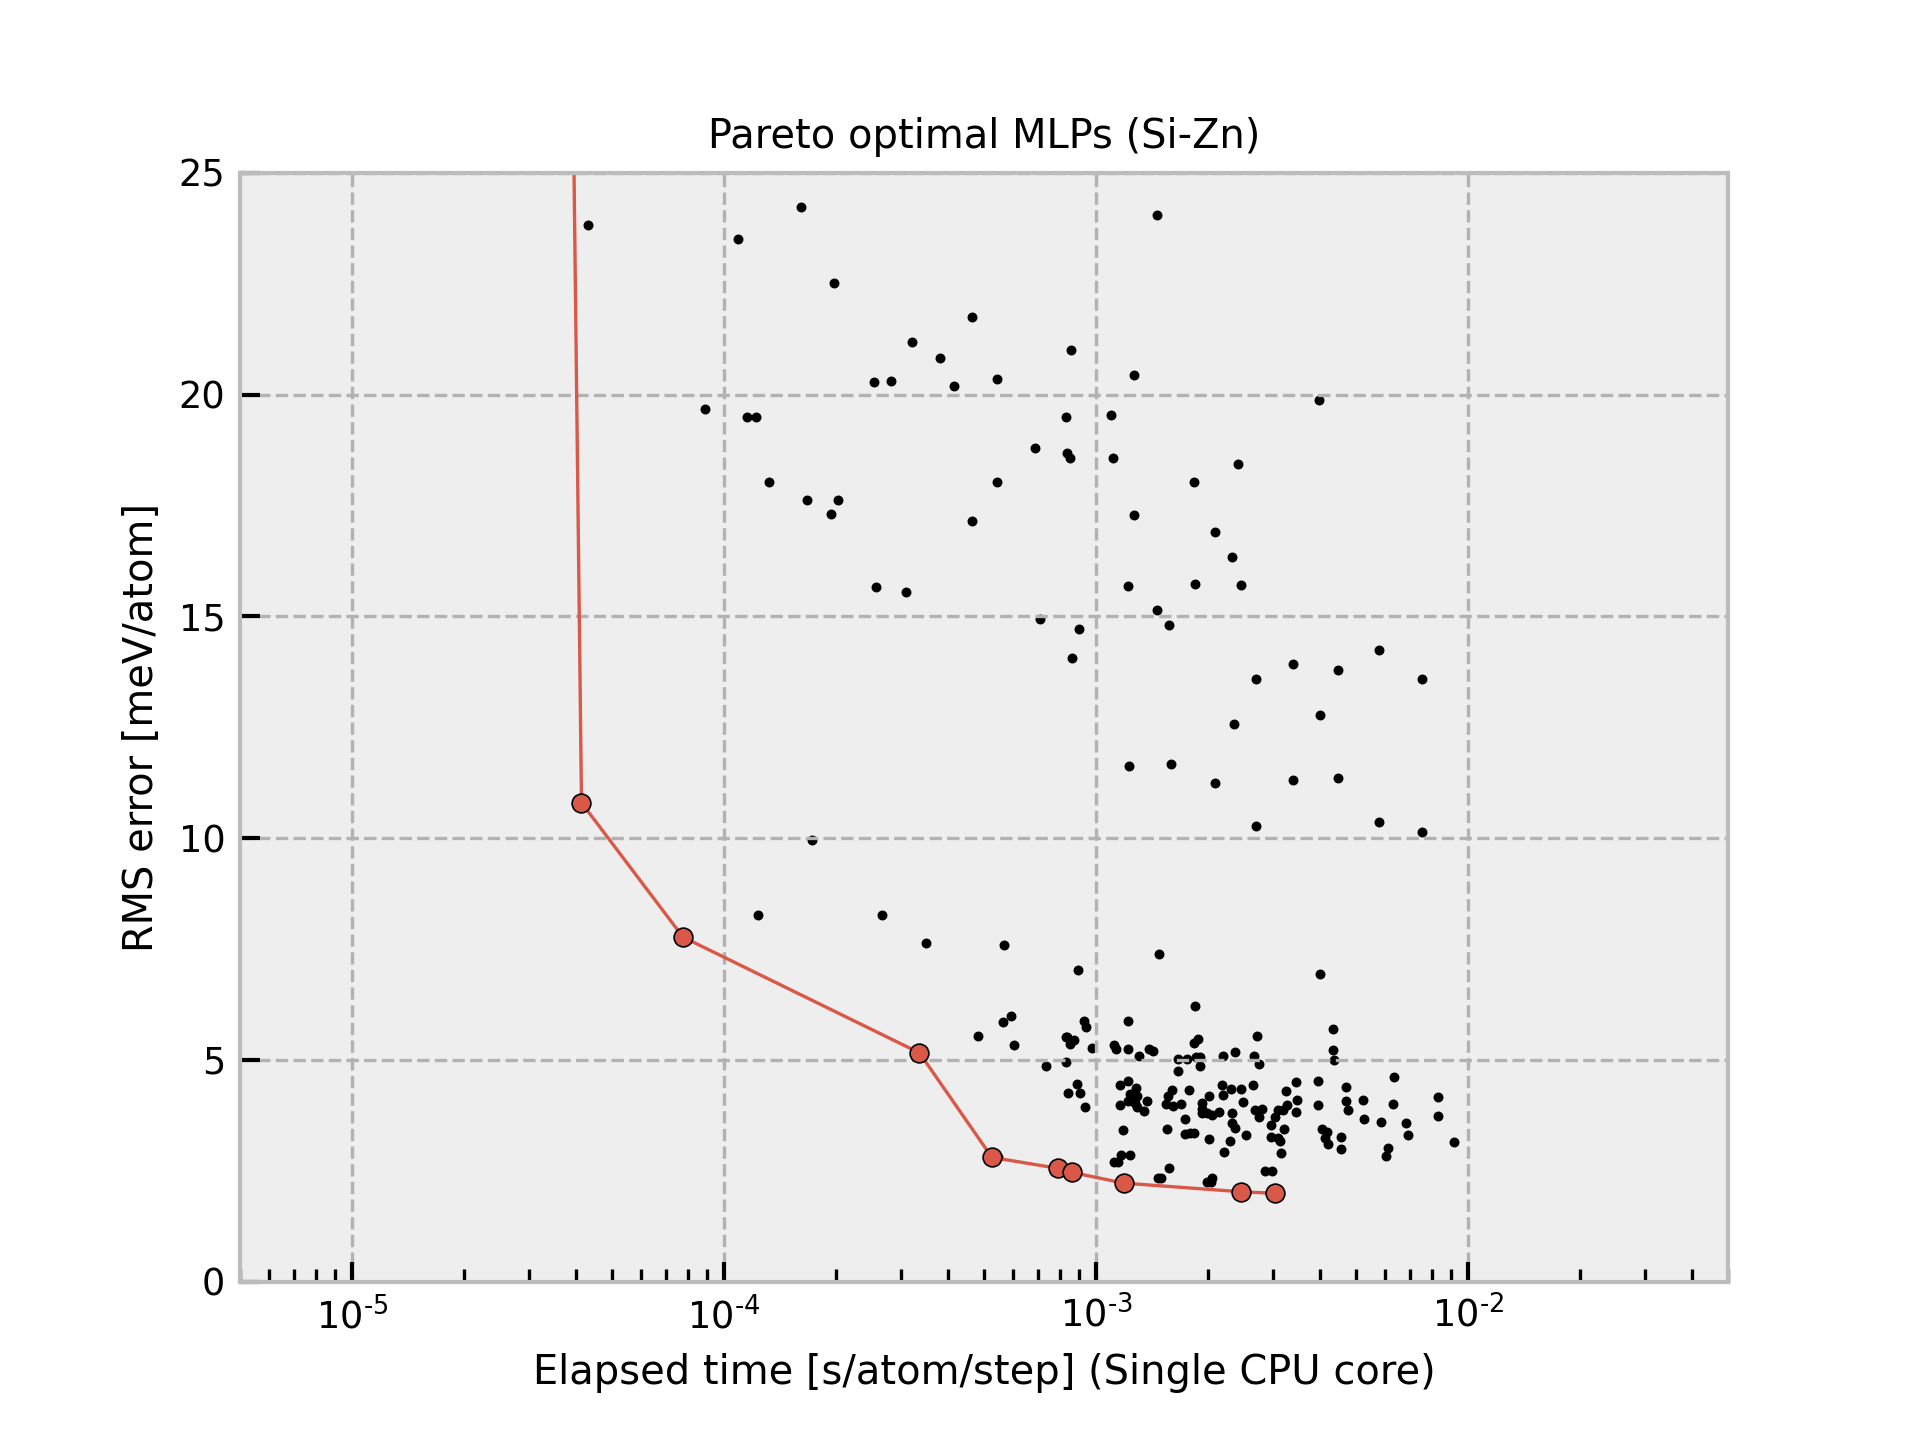 Pareto optimal MLPs (Si-Zn)
25
20
15
10
5
0
RMS error [meV/atom]
10^-5 10^-4 10^-3 10^-2
Elapsed time [s/atom/step] (Single CPU core)